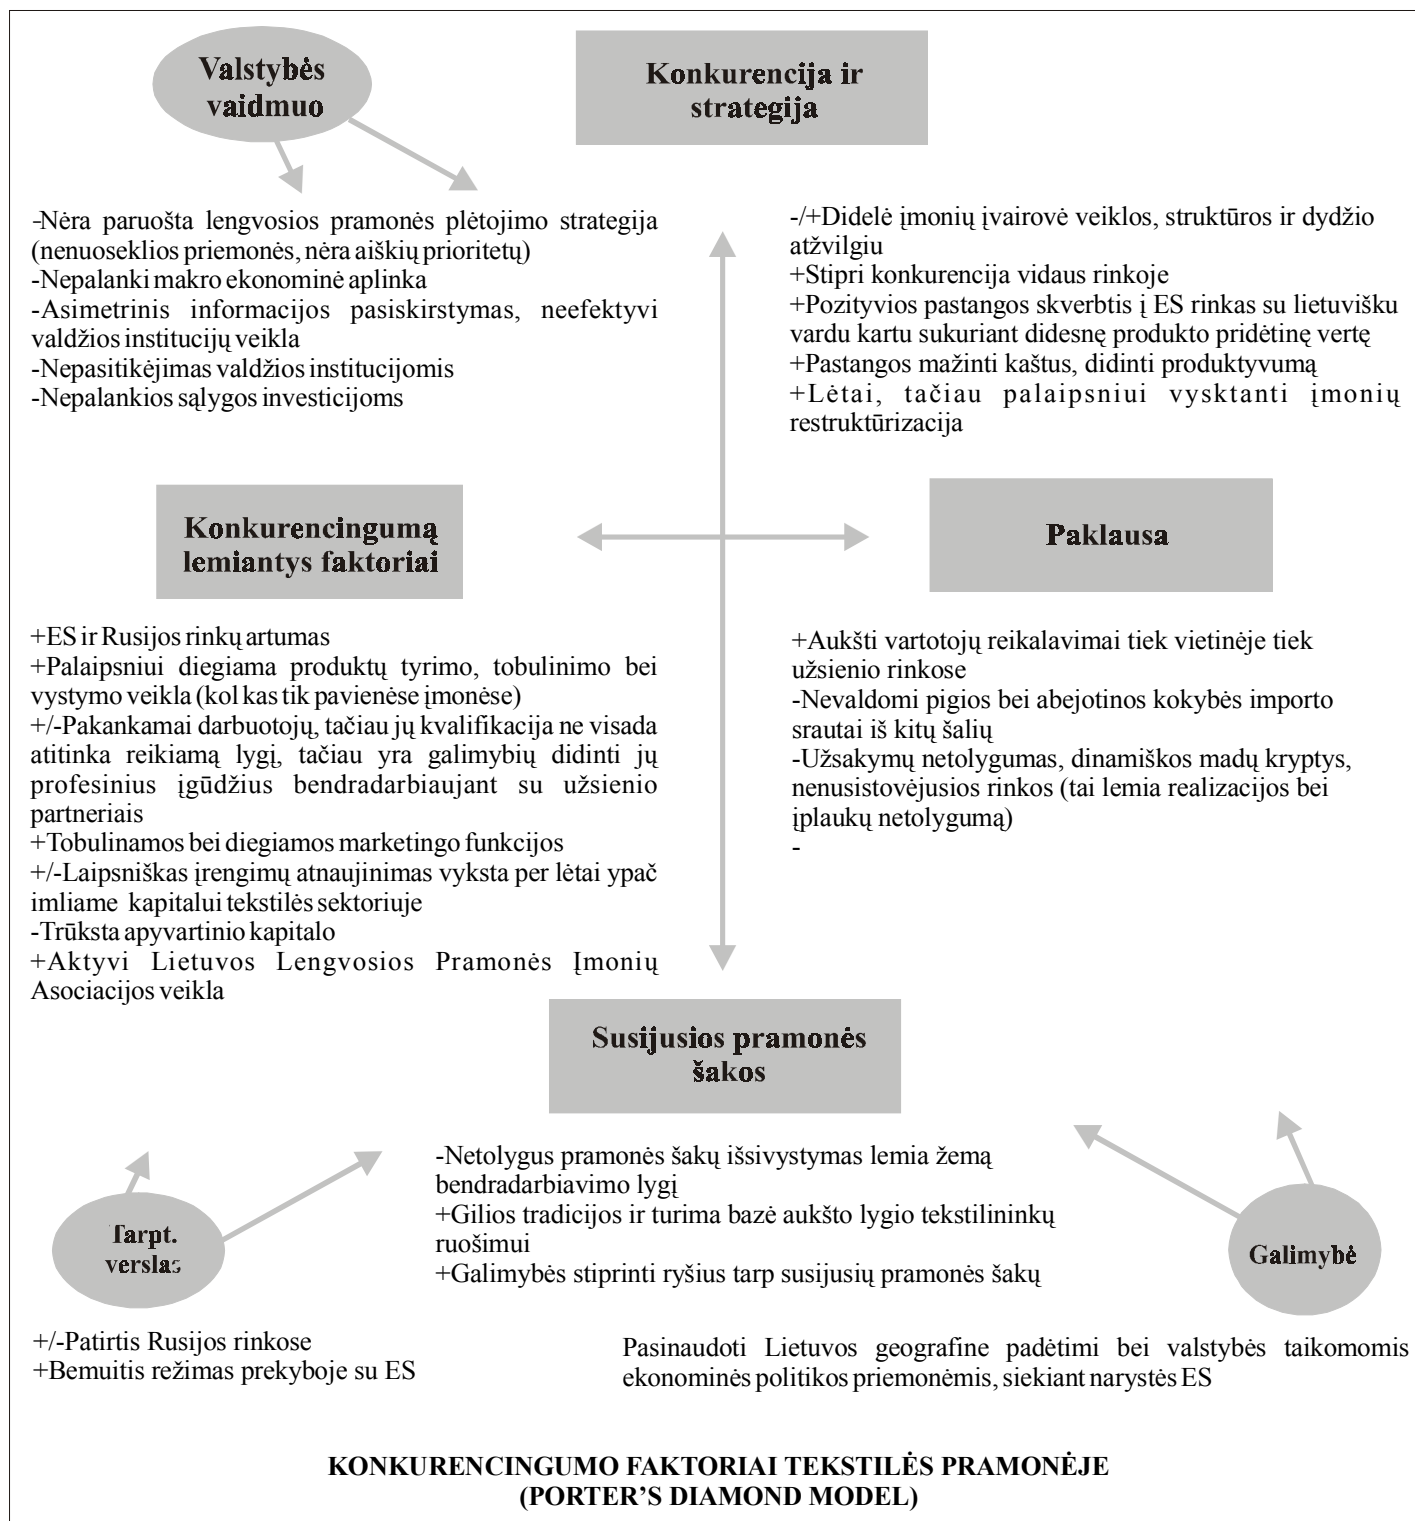 Valstybės
vaidmuo
Konkurencija ir
strategija
-Nėra paruošta lengvosios pramonės plėtojimo strategija
(nenuoseklios priemonės, nėra aiškių prioritetų)
-Nepalanki makro ekonominė aplinka
-Asimetrinis informacijos pasiskirstymas, neefektyvi
valdžios institucijų veikla
-Nepasitikėjimas valdžios institucijomis
-Nepalankios sąlygos investicijoms
-/+Didelė įmonių įvairovė veiklos, struktūros ir dydžio
atžvilgiu
+Stipri konkurencija vidaus rinkoje
+Pozityvios pastangos skverbtis į ES rinkas su lietuvišku
vardu kartu sukuriant didesnę produkto pridėtinę vertę
+Pastangos mažinti kaštus, didinti produktyvumą
+Lėtai, tačiau palaipsniui vysktanti įmonių
restruktūrizacija
Konkurencingumą
lemiantys faktoriai
Paklausa
+ES ir Rusijos rinkų artumas
+Palaipsniui diegiama produktų tyrimo, tobulinimo bei
vystymo veikla (kol kas tik pavienėse įmonėse)
+/-Pakankamai darbuotojų, tačiau jų kvalifikacija ne visada
atitinka reikiamą lygį, tačiau yra galimybių didinti jų
profesinius įgūdžius bendradarbiaujant su užsienio
partneriais
+Tobulinamos bei diegiamos marketingo funkcijos
+/-Laipsniškas įrengimų atnaujinimas vyksta per lėtai ypač
imliame kapitalui tekstilės sektoriuje
-Trūksta apyvartinio kapitalo
+Aktyvi Lietuvos Lengvosios Pramonės Įmonių
Asociacijos veikla
+Aukšti vartotojų reikalavimai tiek vietinėje tiek
užsienio rinkose
-Nevaldomi pigios bei abejotinos kokybės importo
srautai iš kitų šalių
-Užsakymų netolygumas, dinamiškos madų kryptys,
nenusistovėjusios rinkos (tai lemia realizacijos bei
įplaukų netolygumą)
-
Susijusios pramonės
šakos
-Netolygus pramonės šakų išsivystymas lemia žemą
bendradarbiavimo lygį
+Gilios tradicijos ir turima bazė aukšto lygio tekstilininkų
ruošimui
+Galimybės stiprinti ryšius tarp susijusių pramonės šakų
Tarpt.
verslas
Galimybė
+/-Patirtis Rusijos rinkose
+Bemuitis režimas prekyboje su ES
Pasinaudoti Lietuvos geografine padėtimi bei valstybės taikomomis
ekonominės politikos priemonėmis, siekiant narystės ES
KONKURENCINGUMO FAKTORIAI TEKSTILĖS PRAMONĖJE
(PORTER'S DIAMOND MODEL)